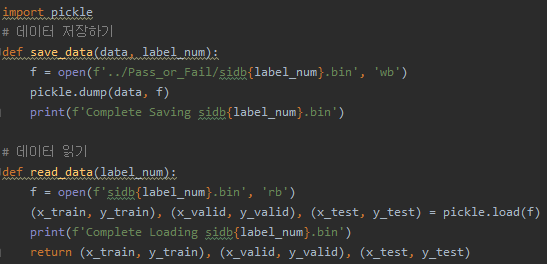 import pickle
# 데이터 저장하기
def save_data(data, label_num):
    f = open(f'../Pass_or_Fail/sidb{label_num}.bin', 'wb')
    pickle.dump(data, f)
    print(f'Complete Saving sidb{label_num}.bin')

# 데이터 읽기
def read_data(label_num):
    f = open(f'sidb{label_num}.bin', 'rb')
    (x_train, y_train), (x_valid, y_valid), (x_test, y_test) = pickle.load(f)
    print(f'Complete Loading sidb{label_num}.bin')
    return (x_train, y_train), (x_valid, y_valid), (x_test, y_test)